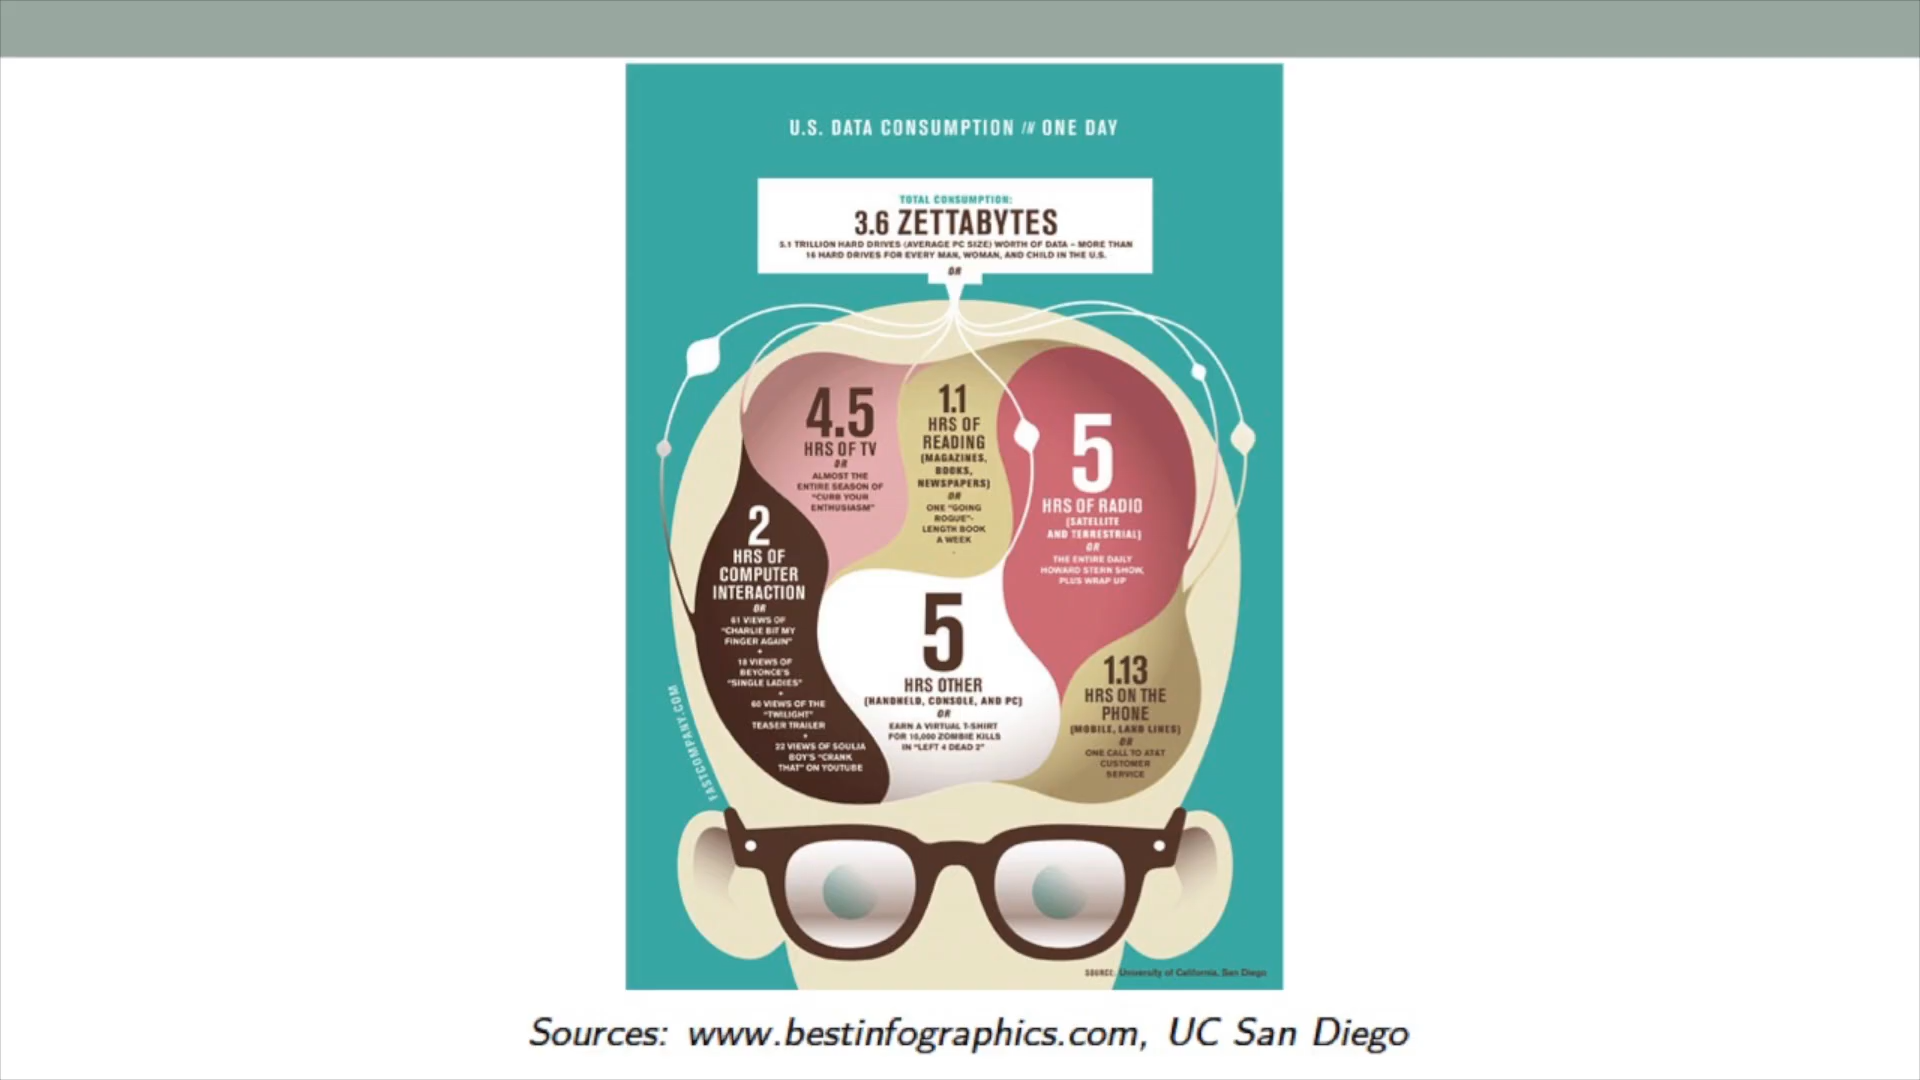 U.S. DATA CONSUMPTION IN ONE DAY
TOTAL CONSUMPTION:
3.6 ZETTABYTES
5.1 TRILLION HARD DRIVES (AVERAGE PC SIZE) WORTH OF DATA – MORE THAN
16 HARD DRIVES FOR EVERY MAN, WOMAN, AND CHILD IN THE U.S.
OR
4.5
HRS OF TV
OR
ALMOST THE
ENTIRE SEASON OF
"CURB YOUR
ENTHUSIASM"
1.1
HRS OF
READING
(MAGAZINES,
BOOKS,
NEWSPAPERS)
OR
ONE "GOING
ROGUE"-
LENGTH BOOK
A WEEK
5
HRS OF RADIO
(SATELLITE
AND TERRESTRIAL)
OR
THE ENTIRE DAILY
HOWARD STERN SHOW,
PLUS WRAP UP
2
HRS OF
COMPUTER
INTERACTION
OR
61 VIEWS OF
"CHARLIE BIT MY
FINGER AGAIN"
+
18 VIEWS OF
BEYONCE'S
"SINGLE LADIES"
+
60 VIEWS OF THE
"TWILIGHT"
TEASER TRAILER
+
22 VIEWS OF SOULJA
BOY'S "CRANK
THAT" ON YOUTUBE
5
HRS OTHER
(HANDHELD, CONSOLE, AND PC)
OR
EARN A VIRTUAL T-SHIRT
FOR 10,000 ZOMBIE KILLS
IN "LEFT 4 DEAD 2"
1.13
HRS ON THE
PHONE
(MOBILE, LAND LINES)
OR
ONE CALL TO AT&T
CUSTOMER
SERVICE
FASTCOMPANY.COM
SOURCE: University of California, San Diego
Sources: www.bestinfographics.com, UC San Diego